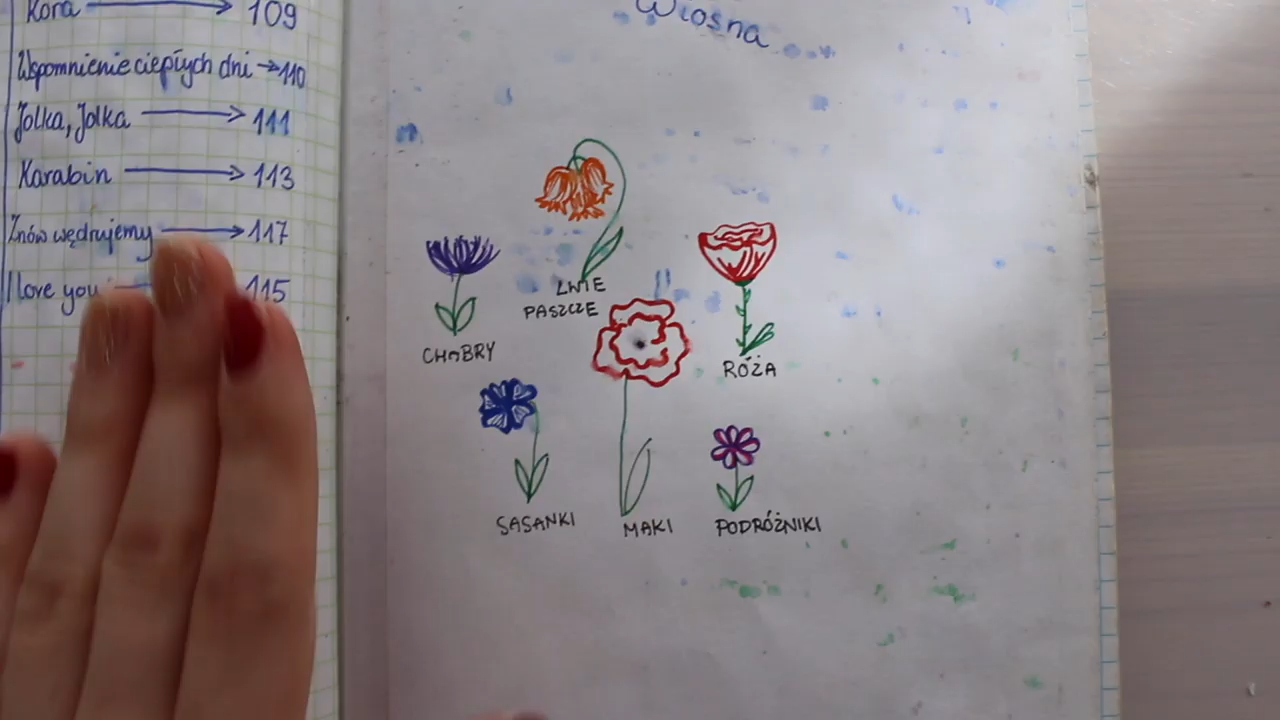 Kora → 109
Wspomnienie ciepłych dni → 110
Jolka, Jolka → 111
Karabin → 113
Znów wędrujemy → 117
I love you → 115
Wiosna
LWIE
PASZCZE
CHABRY
RÓŻA
SASANKI
MAKI
PODRÓŻNIKI